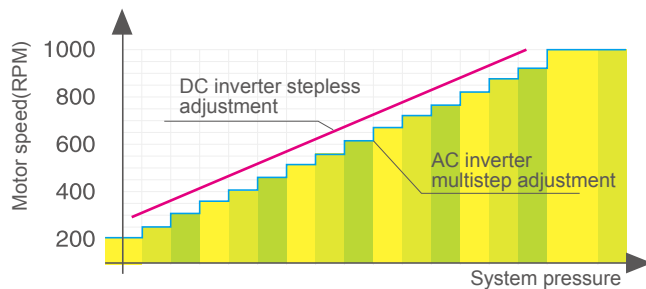 Motor speed(RPM)
1000
800
600
400
200
DC inverter stepless
adjustment
AC inverter
multistep adjustment
System pressure